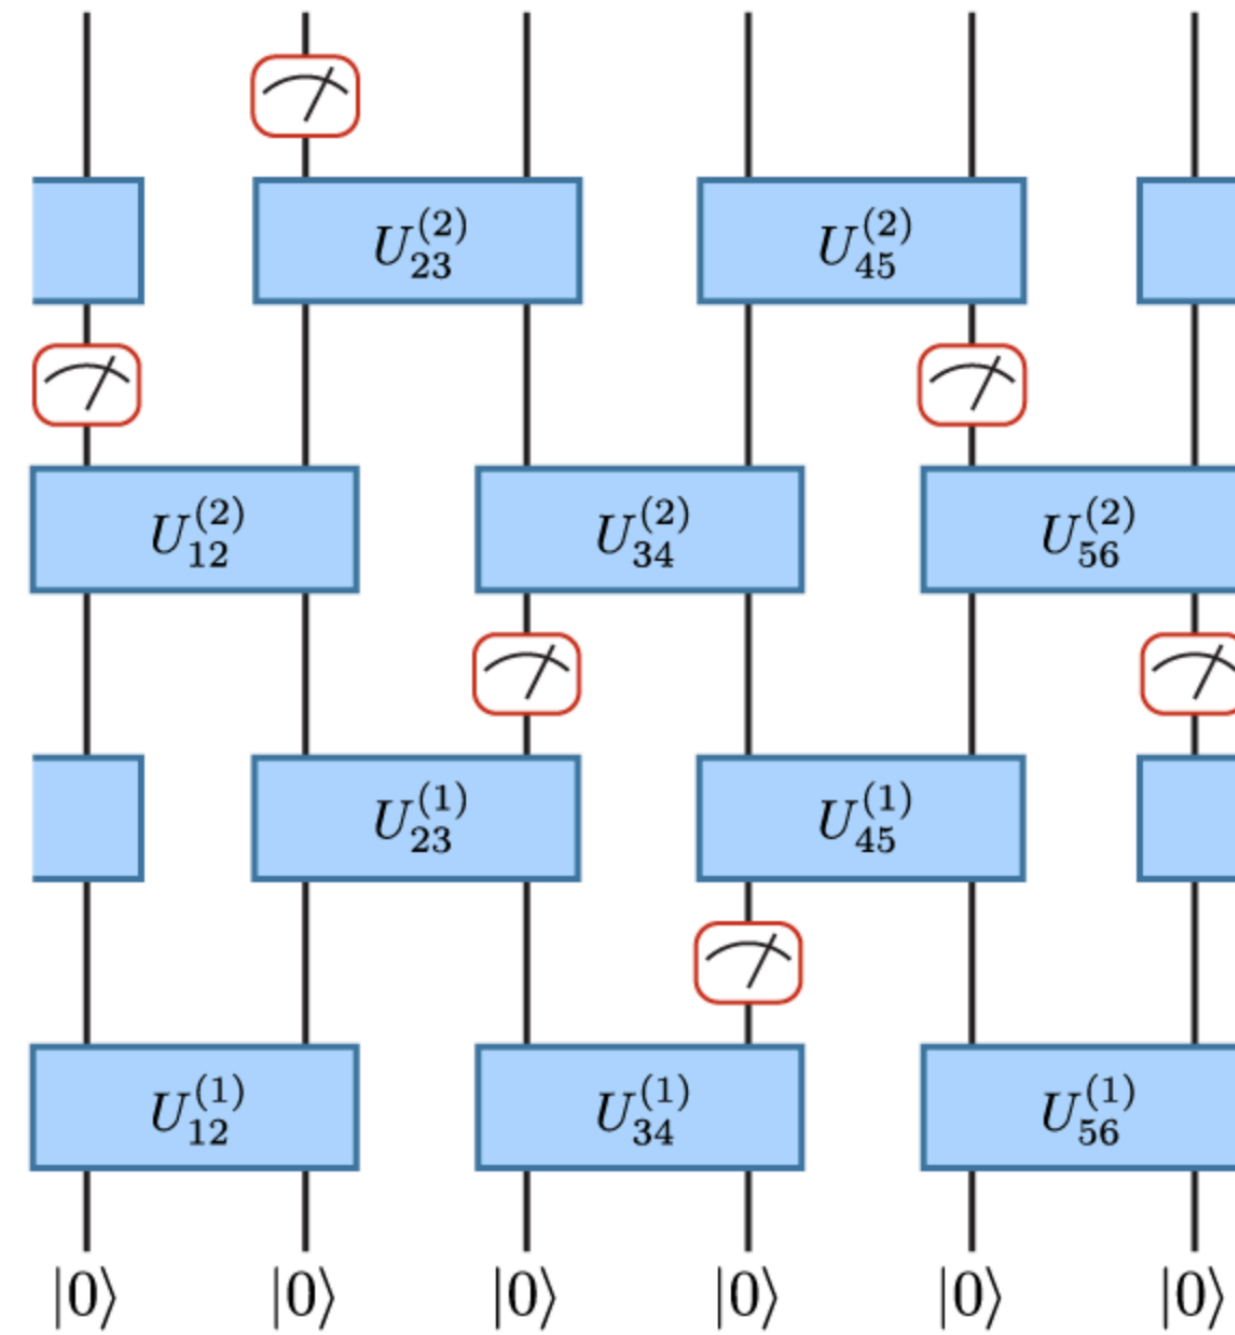 U_{23}^{(2)} U_{45}^{(2)}
U_{12}^{(2)} U_{34}^{(2)} U_{56}^{(2)}
U_{23}^{(1)} U_{45}^{(1)}
U_{12}^{(1)} U_{34}^{(1)} U_{56}^{(1)}
|0⟩ |0⟩ |0⟩ |0⟩ |0⟩ |0⟩